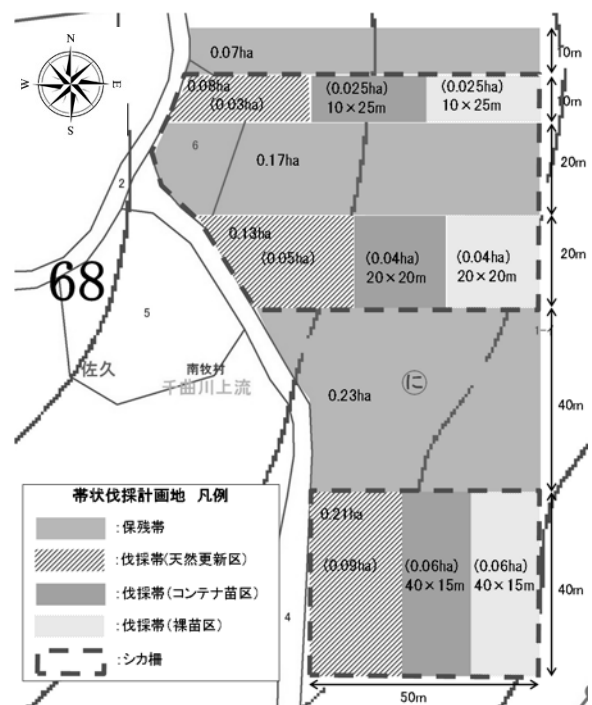 N
W
E
S
0.07ha
10m
0.08ha
(0.03ha)
(0.025ha)
10×25m
(0.025ha)
10×25m
10m
6
0.17ha
20m
2
0.13ha
(0.05ha)
(0.04ha)
20×20m
(0.04ha)
20×20m
20m
68
5
佐久
南牧村
千曲川上流
に
0.23ha
40m
0.21ha
(0.09ha)
(0.06ha)
40×15m
(0.06ha)
40×15m
40m
4
50m
帯状伐採計画地 凡例
:保残帯
:伐採帯(天然更新区)
:伐採帯(コンテナ苗区)
:伐採帯(裸苗区)
:シカ柵